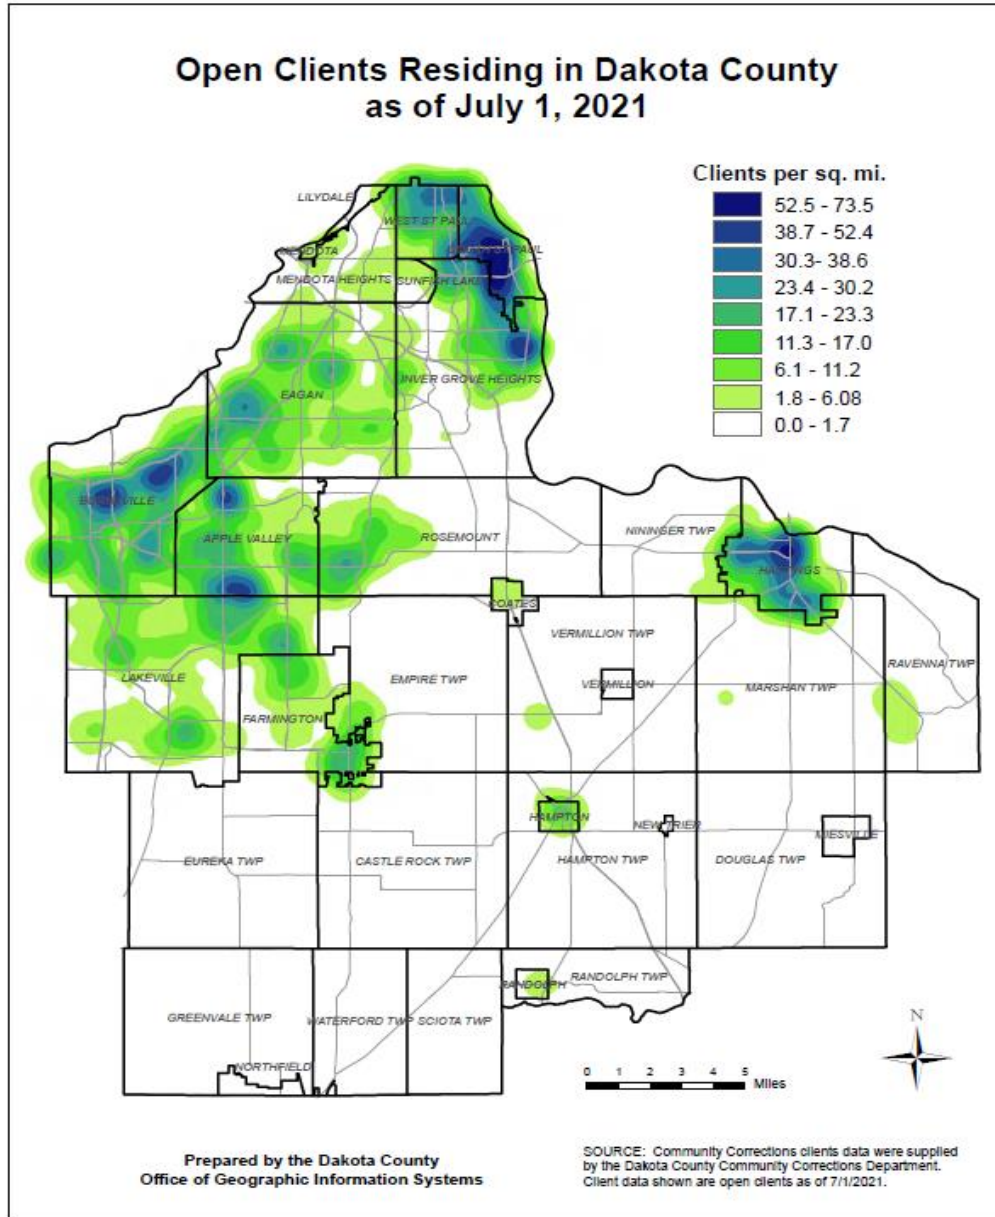 Open Clients Residing in Dakota County
as of July 1, 2021
Clients per sq. mi.
52.5 - 73.5
38.7 - 52.4
30.3- 38.6
23.4 - 30.2
17.1 - 23.3
11.3 - 17.0
6.1 - 11.2
1.8 - 6.08
0.0 - 1.7
LILYDALE
WEST ST PAUL
MENDOTA
SOUTH ST PAUL
MENDOTA HEIGHTS
SUNFISH LAKE
INVER GROVE HEIGHTS
EAGAN
BURNSVILLE
APPLE VALLEY
ROSEMOUNT
NININGER TWP
HASTINGS
COATES
VERMILLION TWP
RAVENNA TWP
LAKEVILLE
EMPIRE TWP
VERMILLION
MARSHAN TWP
FARMINGTON
HAMPTON
NEW TRIER
MIESVILLE
EUREKA TWP
CASTLE ROCK TWP
HAMPTON TWP
DOUGLAS TWP
RANDOLPH
RANDOLPH TWP
GREENVALE TWP
WATERFORD TWP
SCIOTA TWP
NORTHFIELD
N
0 1 2 3 4 5
Miles
Prepared by the Dakota County
Office of Geographic Information Systems
SOURCE: Community Corrections clients data were supplied
by the Dakota County Community Corrections Department.
Client data shown are open clients as of 7/1/2021.